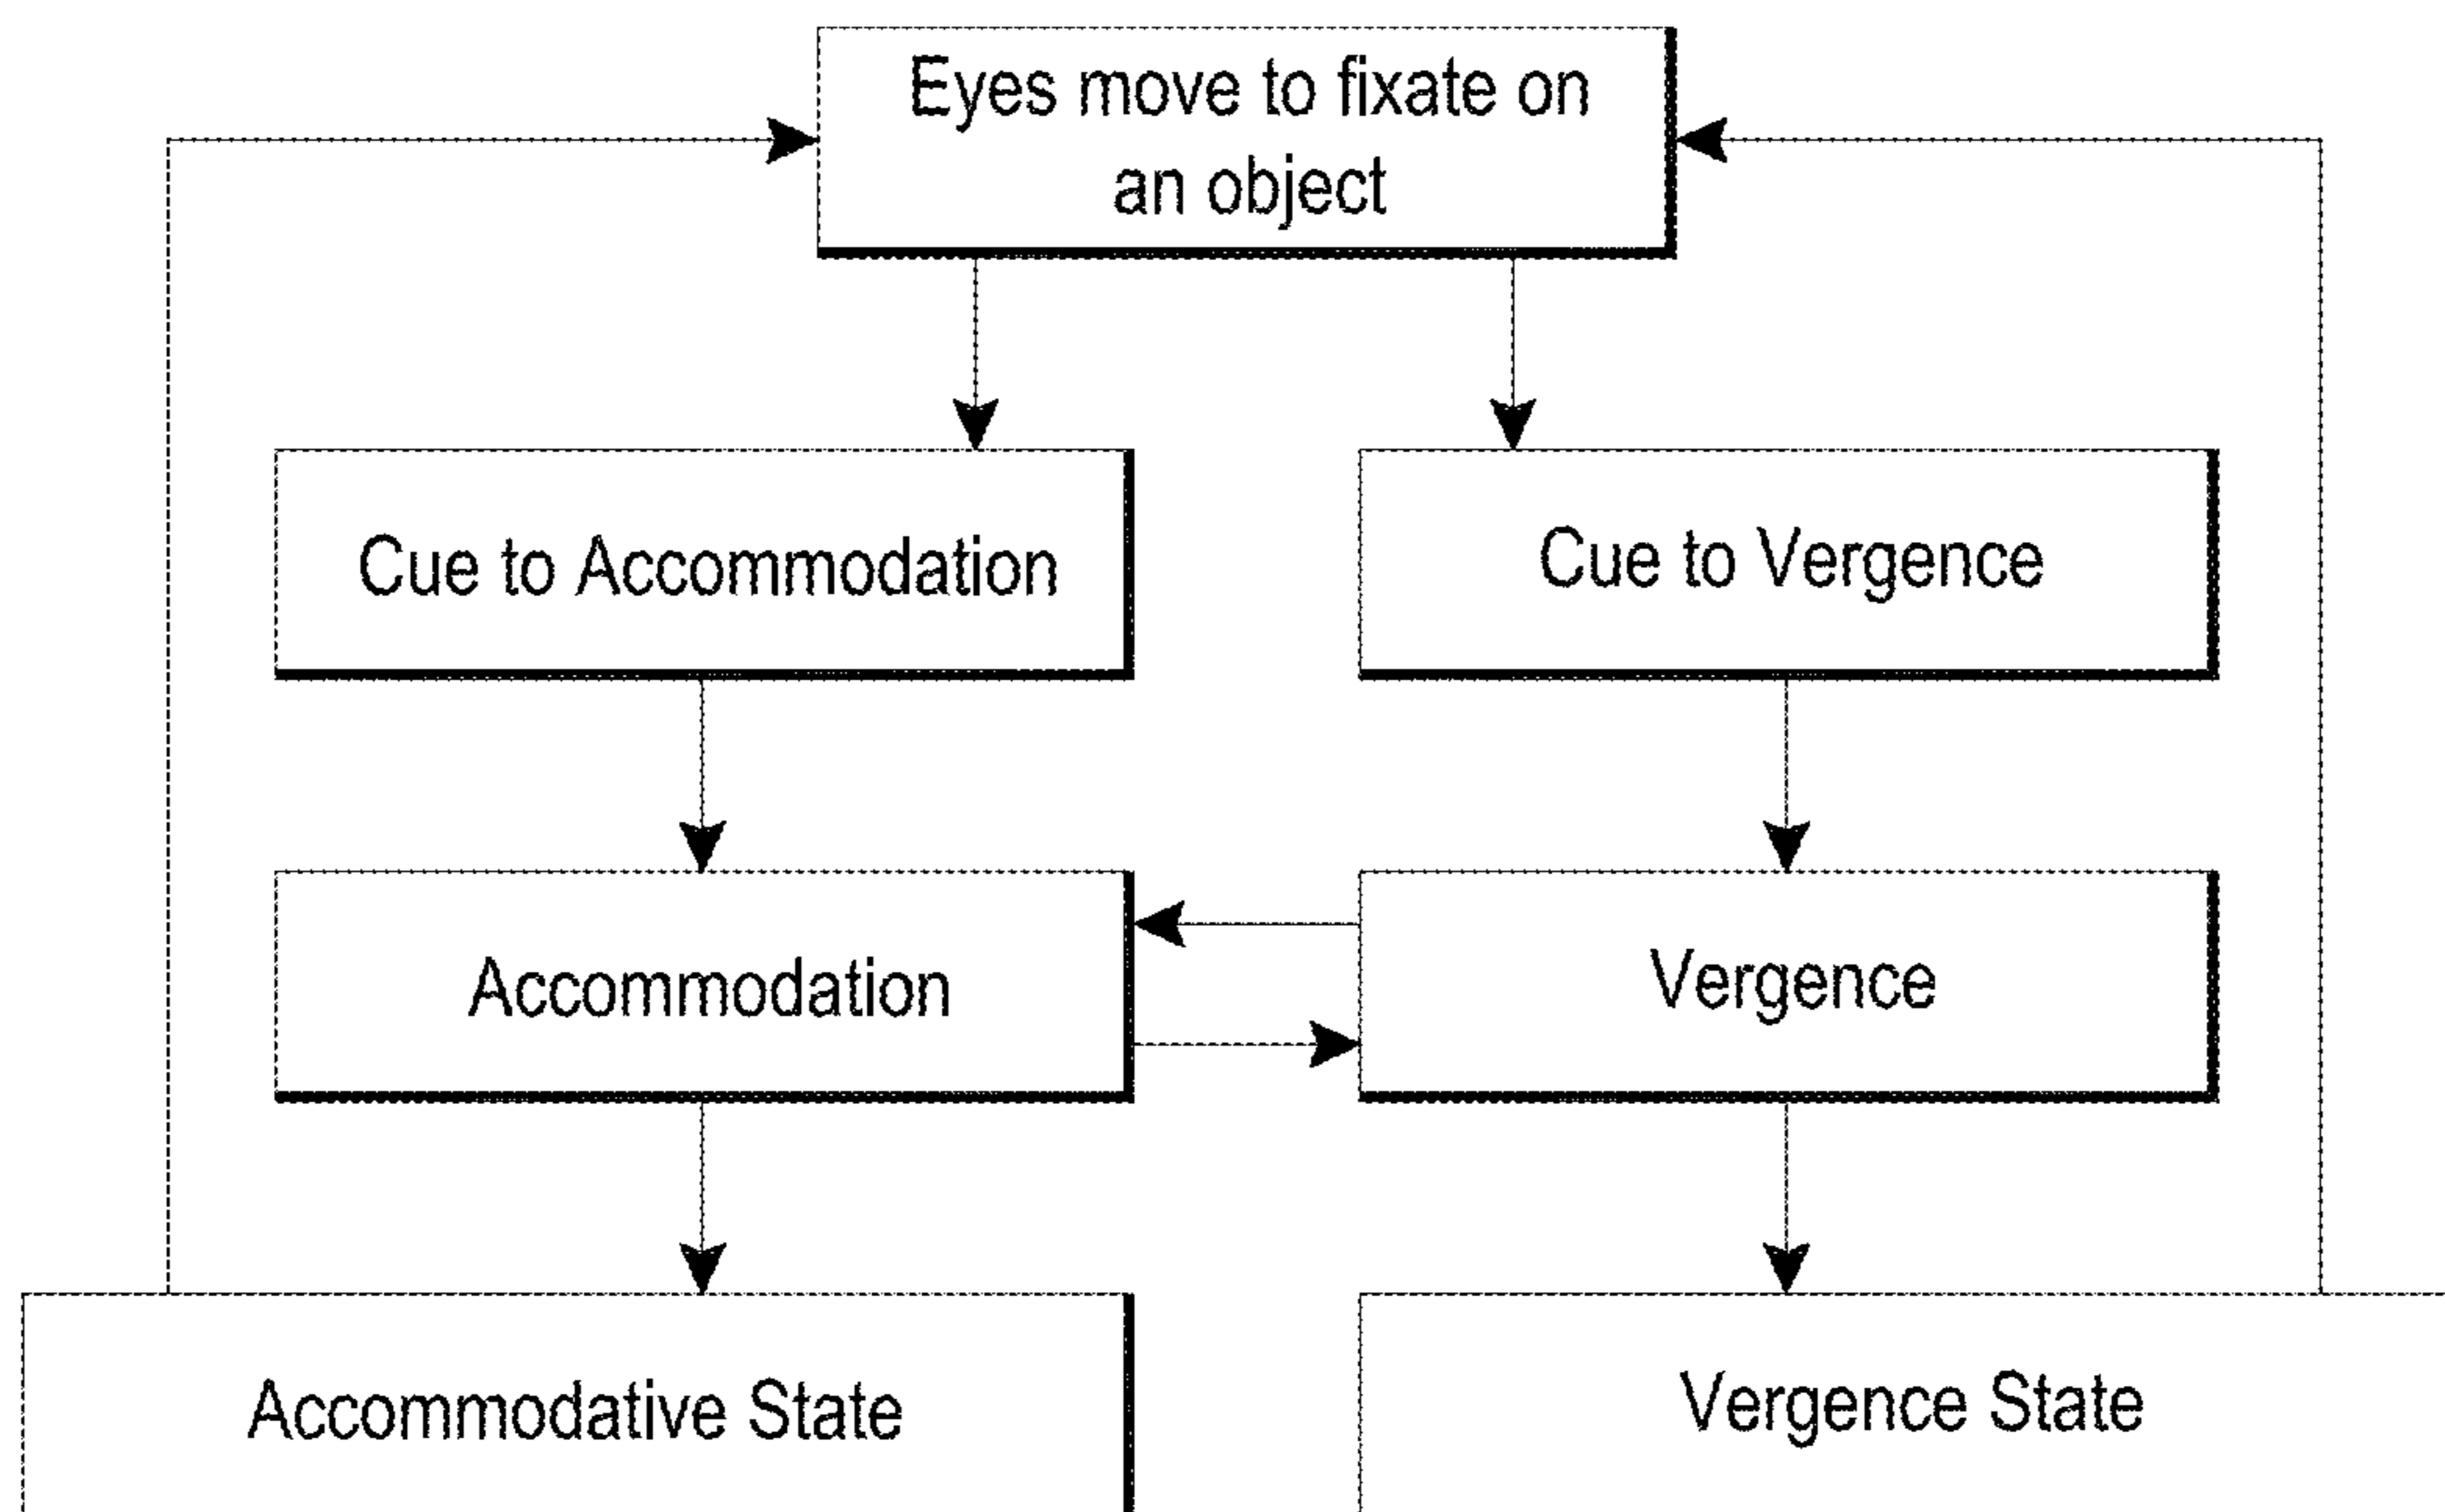 Eyes move to fixate on
an object
Cue to Accommodation
Cue to Vergence
Accommodation
Vergence
Accommodative State
Vergence State